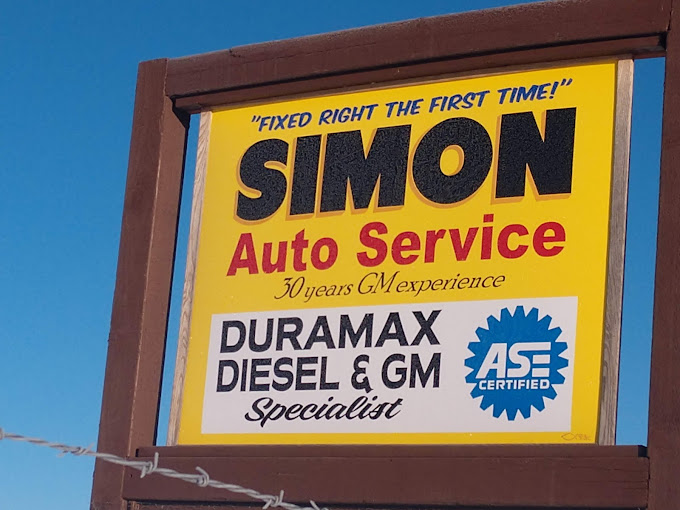 "FIXED RIGHT THE FIRST TIME!"
SIMON
Auto Service
30 years GM experience
DURAMAX
DIESEL & GM
Specialist
ASE
CERTIFIED